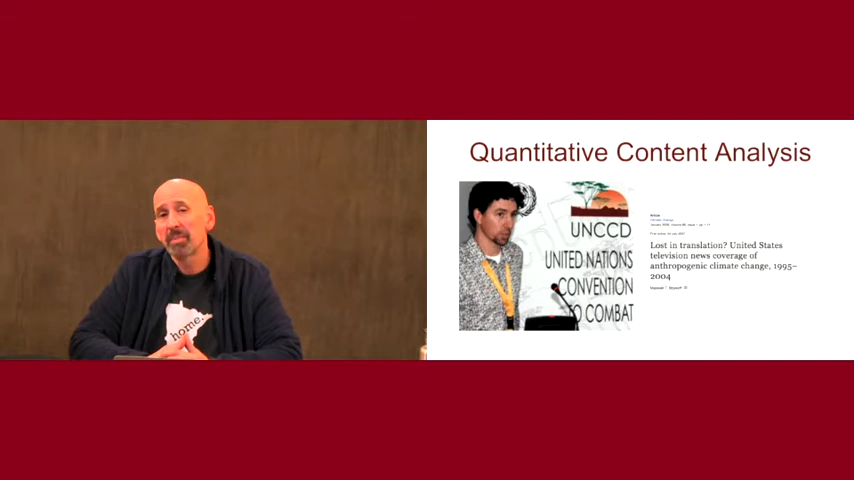 home.
Quantitative Content Analysis
UNCCD
UNITED NATIONS
CONVENTION
TO COMBAT
Article
Lost in translation? United States
television news coverage of
anthropogenic climate change, 1995–
2004